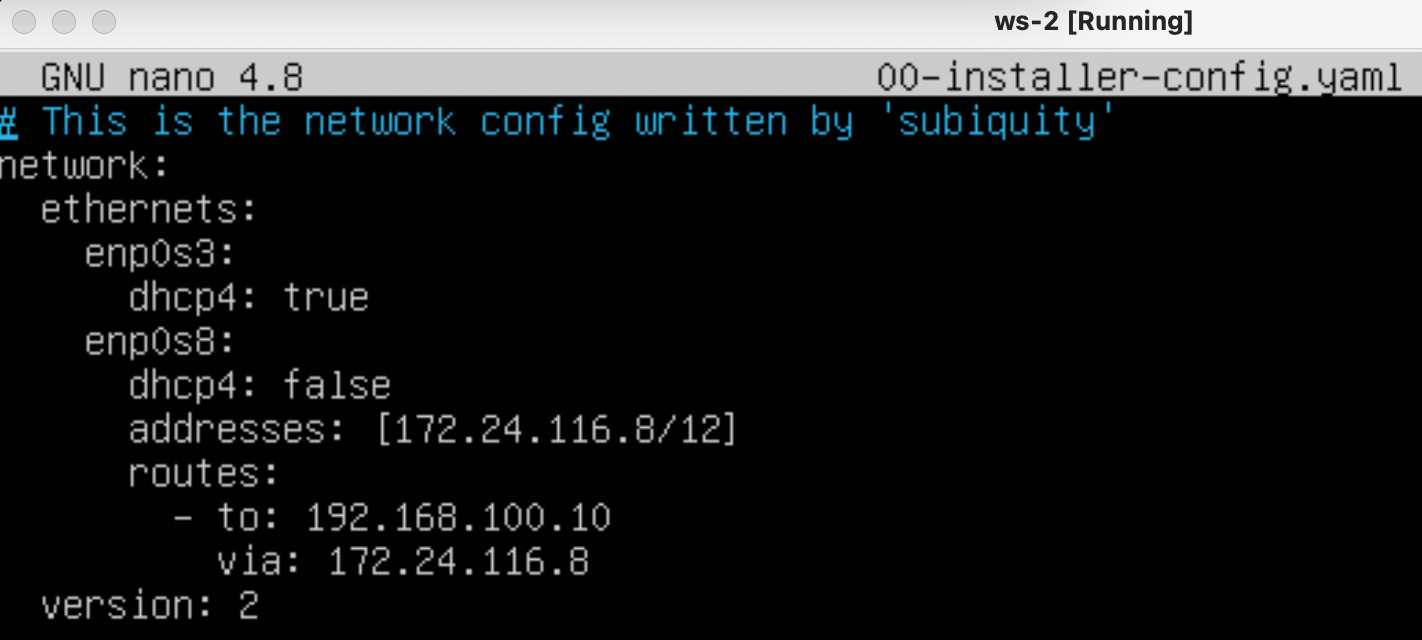 ws-2 [Running]
GNU nano 4.8 00-installer-config.yaml
# This is the network config written by 'subiquity'
network:
  ethernets:
    enp0s3:
      dhcp4: true
    enp0s8:
      dhcp4: false
      addresses: [172.24.116.8/12]
      routes:
        - to: 192.168.100.10
          via: 172.24.116.8
  version: 2